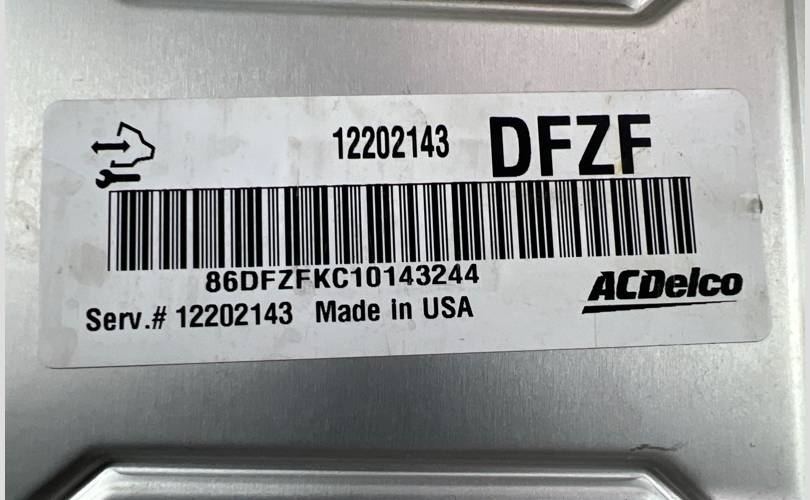 12202143 DFZF
86DFZFKC10143244
ACDelco
Serv.# 12202143 Made in USA